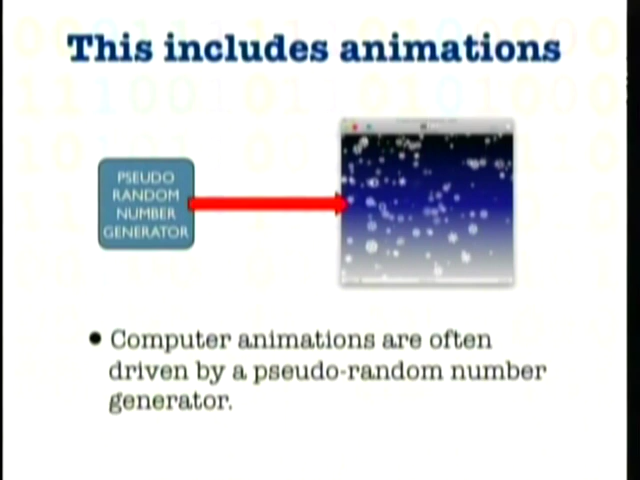 This includes animations
PSEUDO
RANDOM
NUMBER
GENERATOR
• Computer animations are often
driven by a pseudo-random number
generator.